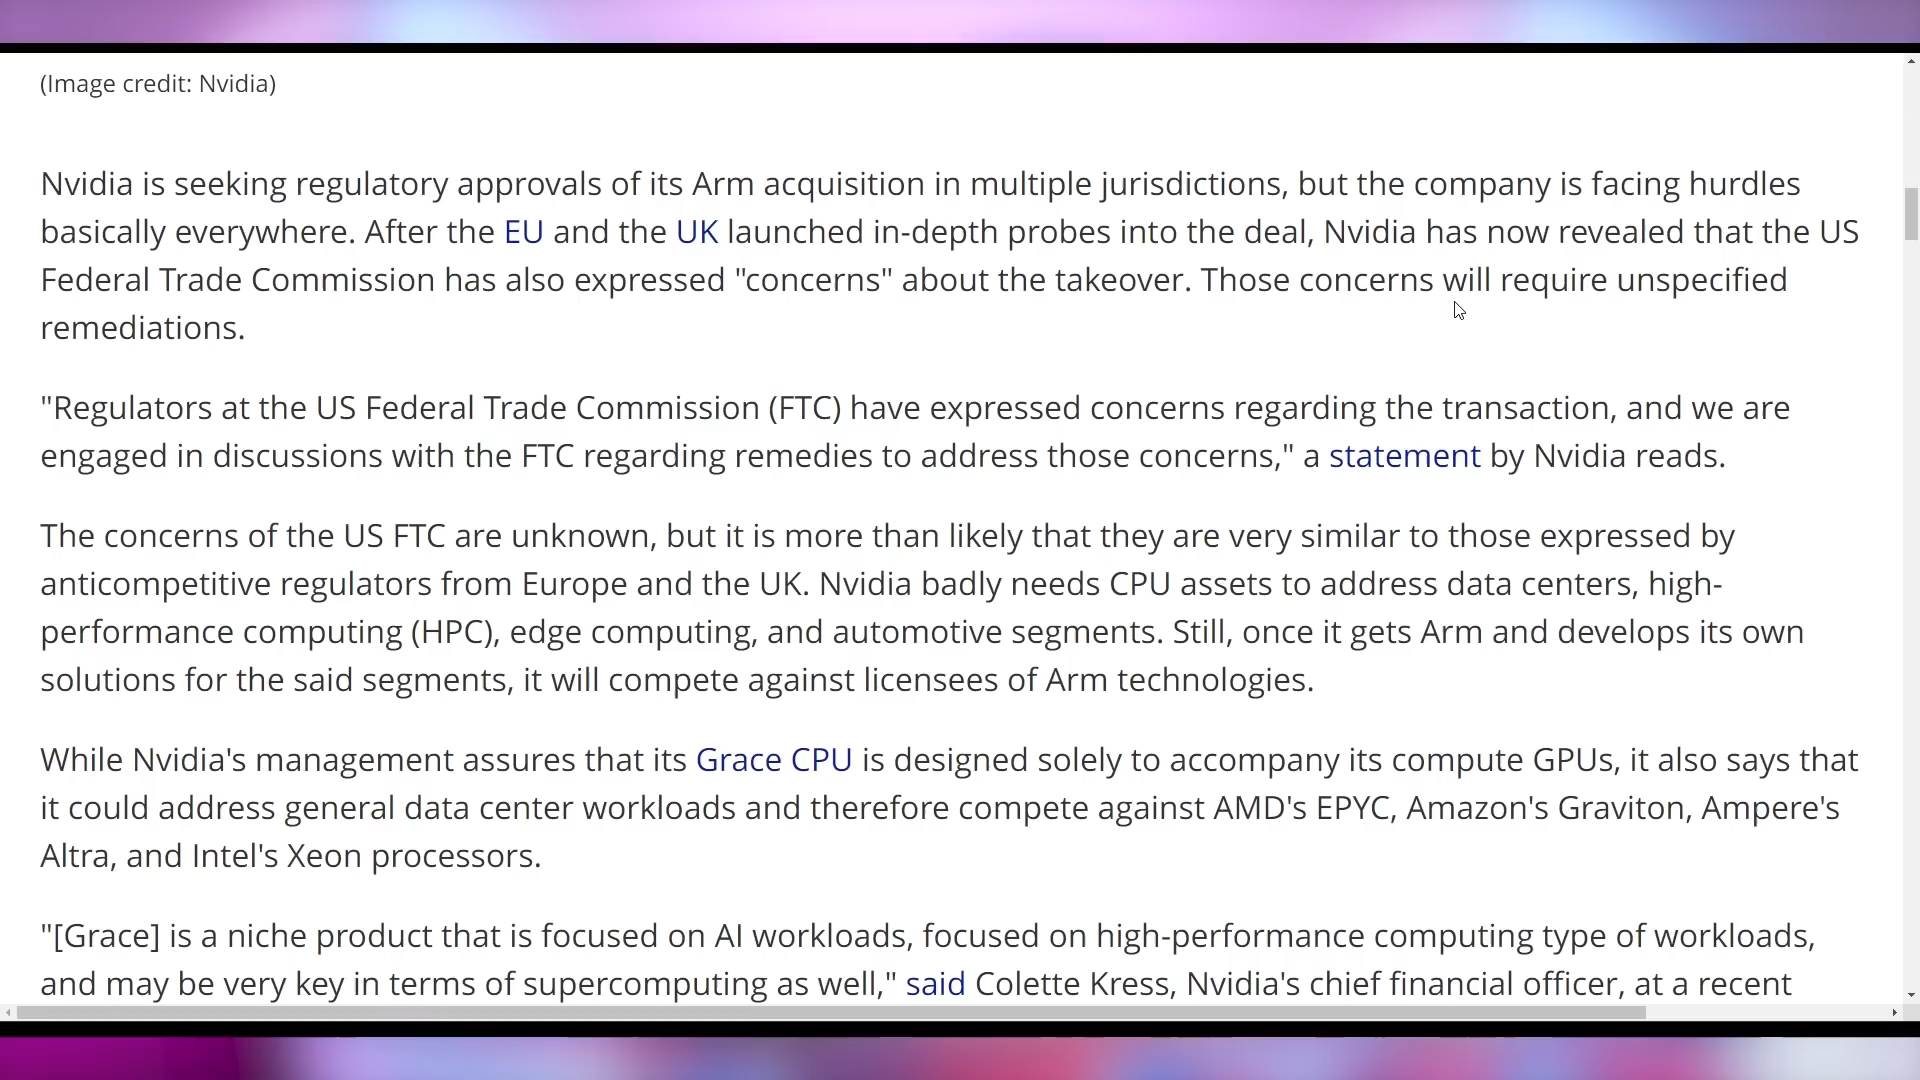 (Image credit: Nvidia)
Nvidia is seeking regulatory approvals of its Arm acquisition in multiple jurisdictions, but the company is facing hurdles
basically everywhere. After the EU and the UK launched in-depth probes into the deal, Nvidia has now revealed that the US
Federal Trade Commission has also expressed "concerns" about the takeover. Those concerns will require unspecified
remediations.
"Regulators at the US Federal Trade Commission (FTC) have expressed concerns regarding the transaction, and we are
engaged in discussions with the FTC regarding remedies to address those concerns," a statement by Nvidia reads.
The concerns of the US FTC are unknown, but it is more than likely that they are very similar to those expressed by
anticompetitive regulators from Europe and the UK. Nvidia badly needs CPU assets to address data centers, high-
performance computing (HPC), edge computing, and automotive segments. Still, once it gets Arm and develops its own
solutions for the said segments, it will compete against licensees of Arm technologies.
While Nvidia's management assures that its Grace CPU is designed solely to accompany its compute GPUs, it also says that
it could address general data center workloads and therefore compete against AMD's EPYC, Amazon's Graviton, Ampere's
Altra, and Intel's Xeon processors.
"[Grace] is a niche product that is focused on AI workloads, focused on high-performance computing type of workloads,
and may be very key in terms of supercomputing as well," said Colette Kress, Nvidia's chief financial officer, at a recent